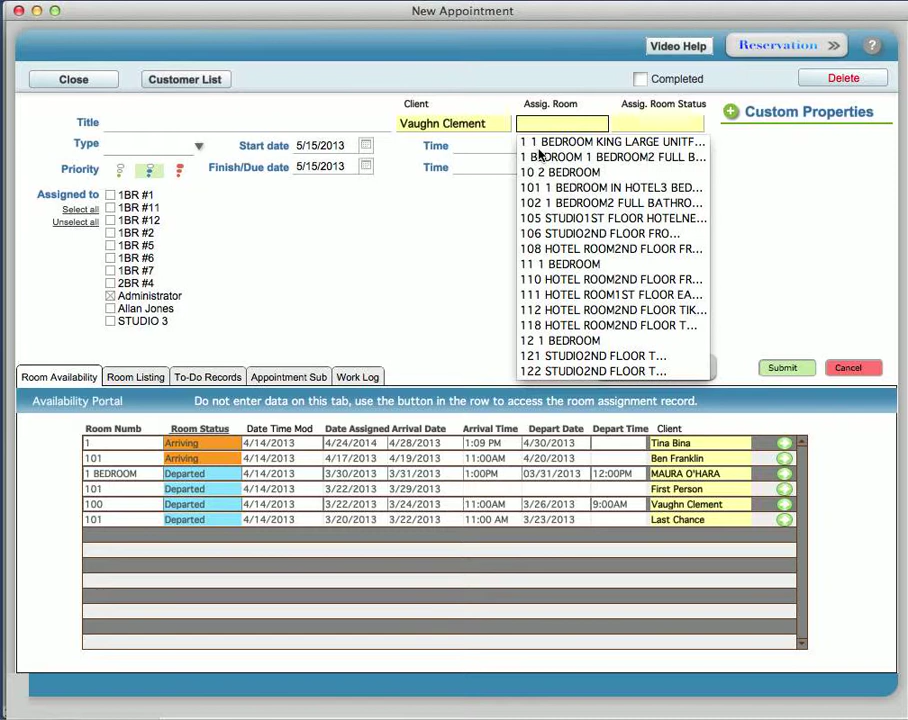 New Appointment
Video Help
Reservation
?
Close
Customer List
Completed
Delete
Client
Assig. Room
Assig. Room Status
Custom Properties
Title
Vaughn Clement
Type
Start date 5/15/2013
Time
Priority
Finish/Due date 5/15/2013
Time
Assigned to
Select all
Unselect all
1BR #1
1BR #11
1BR #12
1BR #2
1BR #5
1BR #6
1BR #7
2BR #4
Administrator
Allan Jones
STUDIO 3
1 1 BEDROOM KING LARGE UNITF...
1 BEDROOM 1 BEDROOM2 FULL B...
10 2 BEDROOM
101 1 BEDROOM IN HOTEL3 BED...
102 1 BEDROOM2 FULL BATHRO...
105 STUDIO1ST FLOOR HOTELNE...
106 STUDIO2ND FLOOR FRO...
108 HOTEL ROOM2ND FLOOR FR...
11 1 BEDROOM
110 HOTEL ROOM2ND FLOOR FR...
111 HOTEL ROOM1ST FLOOR EA...
112 HOTEL ROOM2ND FLOOR TIK...
118 HOTEL ROOM2ND FLOOR T...
12 1 BEDROOM
121 STUDIO2ND FLOOR T...
122 STUDIO2ND FLOOR T...
Submit
Cancel
Room Availability
Room Listing
To-Do Records
Appointment Sub
Work Log
Availability Portal
Do not enter data on this tab, use the button in the row to access the room assignment record.
Room Numb Room Status Date Time Mod Date Assigned Arrival Date Arrival Time Depart Date Depart Time Client
1 Arriving 4/14/2013 4/24/2014 4/28/2013 1:09 PM 4/30/2013 Tina Bina
101 Arriving 4/14/2013 4/17/2013 4/19/2013 11:00AM 4/20/2013 Ben Franklin
1 BEDROOM Departed 4/14/2013 3/30/2013 3/31/2013 1:00PM 03/31/2013 12:00PM MAURA O'HARA
101 Departed 4/14/2013 3/22/2013 3/29/2013 First Person
100 Departed 4/14/2013 3/22/2013 3/24/2013 11:00AM 3/26/2013 9:00AM Vaughn Clement
101 Departed 4/14/2013 3/20/2013 3/22/2013 11:00 AM 3/23/2013 Last Chance